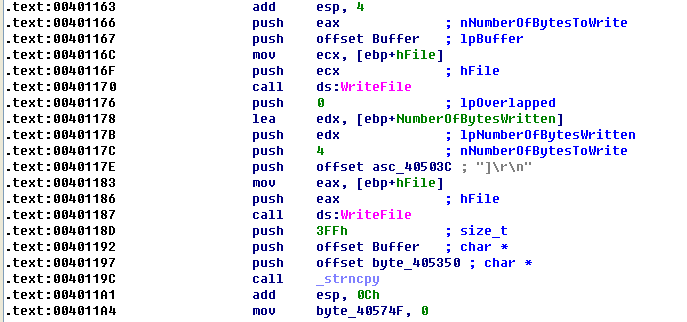 .text:00401163 add esp, 4
.text:00401166 push eax ; nNumberOfBytesToWrite
.text:00401167 push offset Buffer ; lpBuffer
.text:0040116C mov ecx, [ebp+hFile]
.text:0040116F push ecx ; hFile
.text:00401170 call ds:WriteFile
.text:00401176 push 0 ; lpOverlapped
.text:00401178 lea edx, [ebp+NumberOfBytesWritten]
.text:0040117B push edx ; lpNumberOfBytesWritten
.text:0040117C push 4 ; nNumberOfBytesToWrite
.text:0040117E push offset asc_40503C ; "]\r\n"
.text:00401183 mov eax, [ebp+hFile]
.text:00401186 push eax ; hFile
.text:00401187 call ds:WriteFile
.text:0040118D push 3FFh ; size_t
.text:00401192 push offset Buffer ; char *
.text:00401197 push offset byte_405350 ; char *
.text:0040119C call _strncpy
.text:004011A1 add esp, 0Ch
.text:004011A4 mov byte_40574F, 0